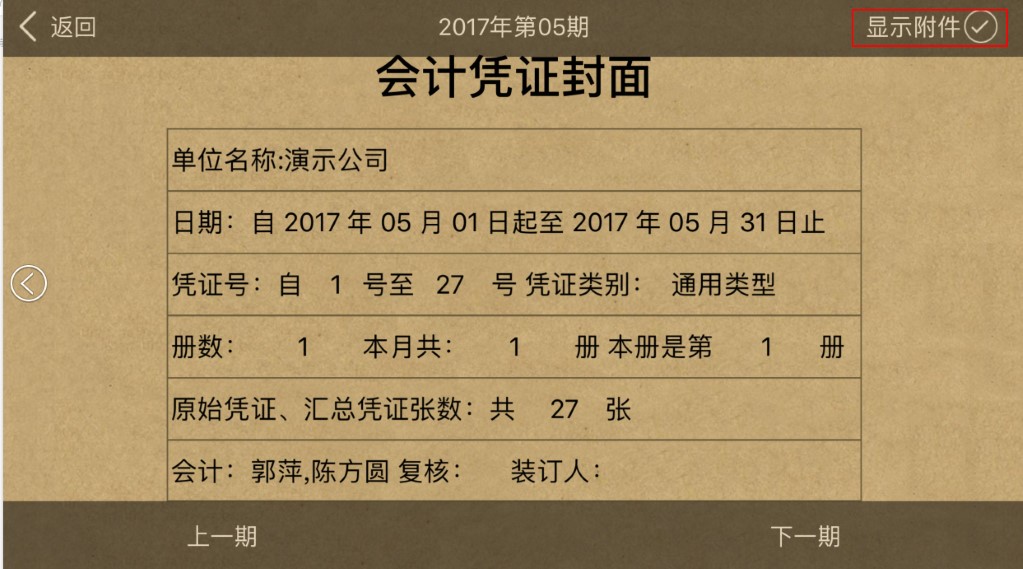 返回 2017年第05期 显示附件
会计凭证封面
单位名称:演示公司
日期：自 2017 年 05 月 01 日起至 2017 年 05 月 31 日止
凭证号：自 1 号至 27 号 凭证类别： 通用类型
册数： 1 本月共： 1 册 本册是第 1 册
原始凭证、汇总凭证张数：共 27 张
会计：郭萍,陈方圆 复核： 装订人：
上一期 下一期